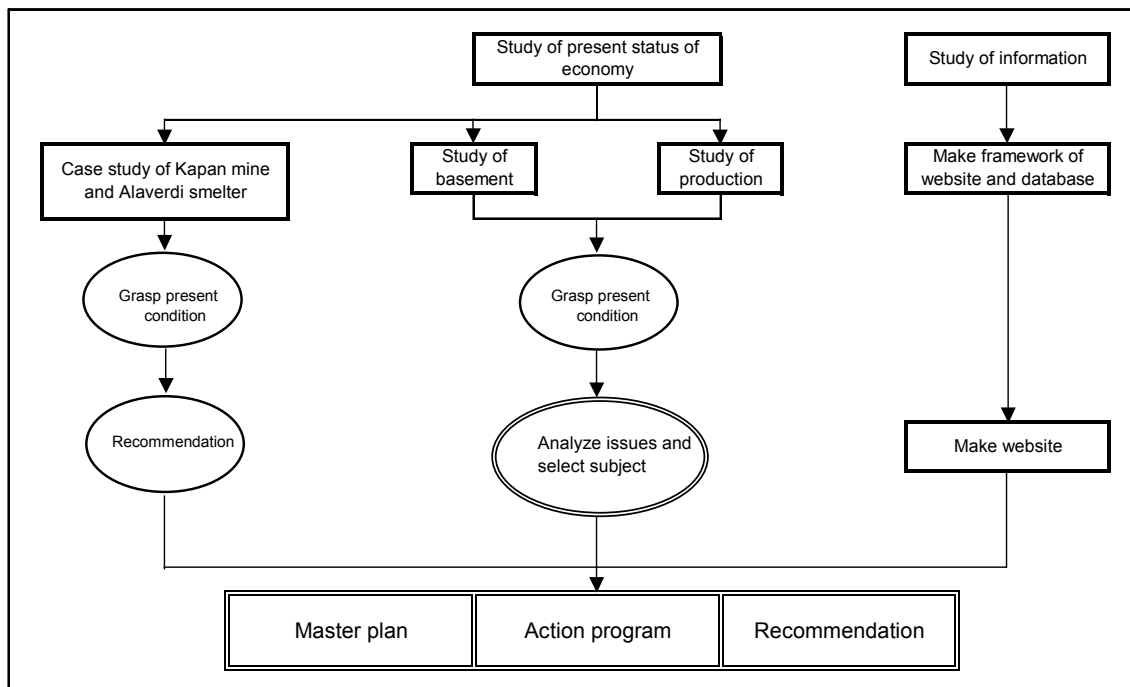 Study of present status of
economy
Study of information
Case study of Kapan mine
and Alaverdi smelter
Study of
basement
Study of
production
Make framework of
website and database
Grasp present
condition
Grasp present
condition
Recommendation
Analyze issues and
select subject
Make website
Master plan
Action program
Recommendation